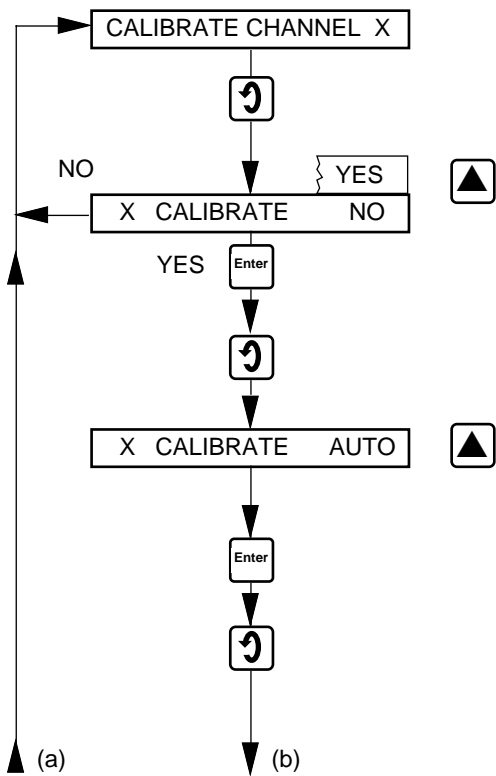 CALIBRATE CHANNEL X
NO
YES
X CALIBRATE NO
YES Enter
X CALIBRATE AUTO
Enter
(a) (b)